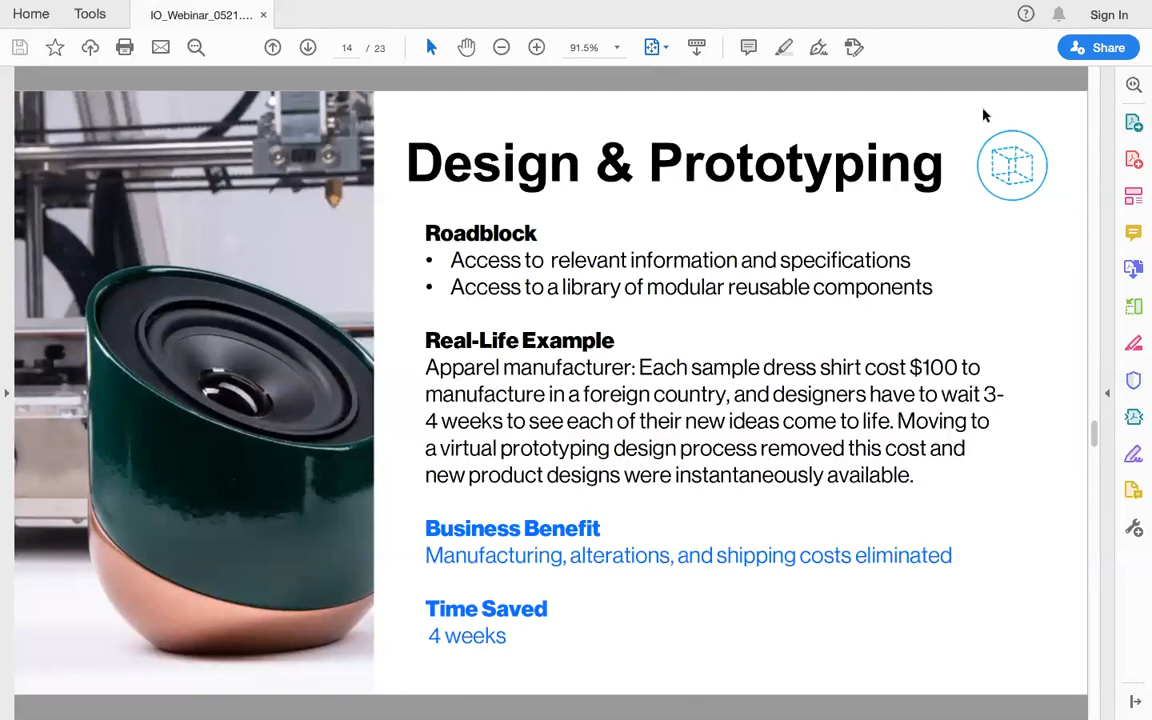 Home Tools IO_Webinar_0521.... × Sign In
14 / 23 91.5% Share
Design & Prototyping
Roadblock
• Access to relevant information and specifications
• Access to a library of modular reusable components
Real-Life Example
Apparel manufacturer: Each sample dress shirt cost $100 to
manufacture in a foreign country, and designers have to wait 3-
4 weeks to see each of their new ideas come to life. Moving to
a virtual prototyping design process removed this cost and
new product designs were instantaneously available.
Business Benefit
Manufacturing, alterations, and shipping costs eliminated
Time Saved
4 weeks